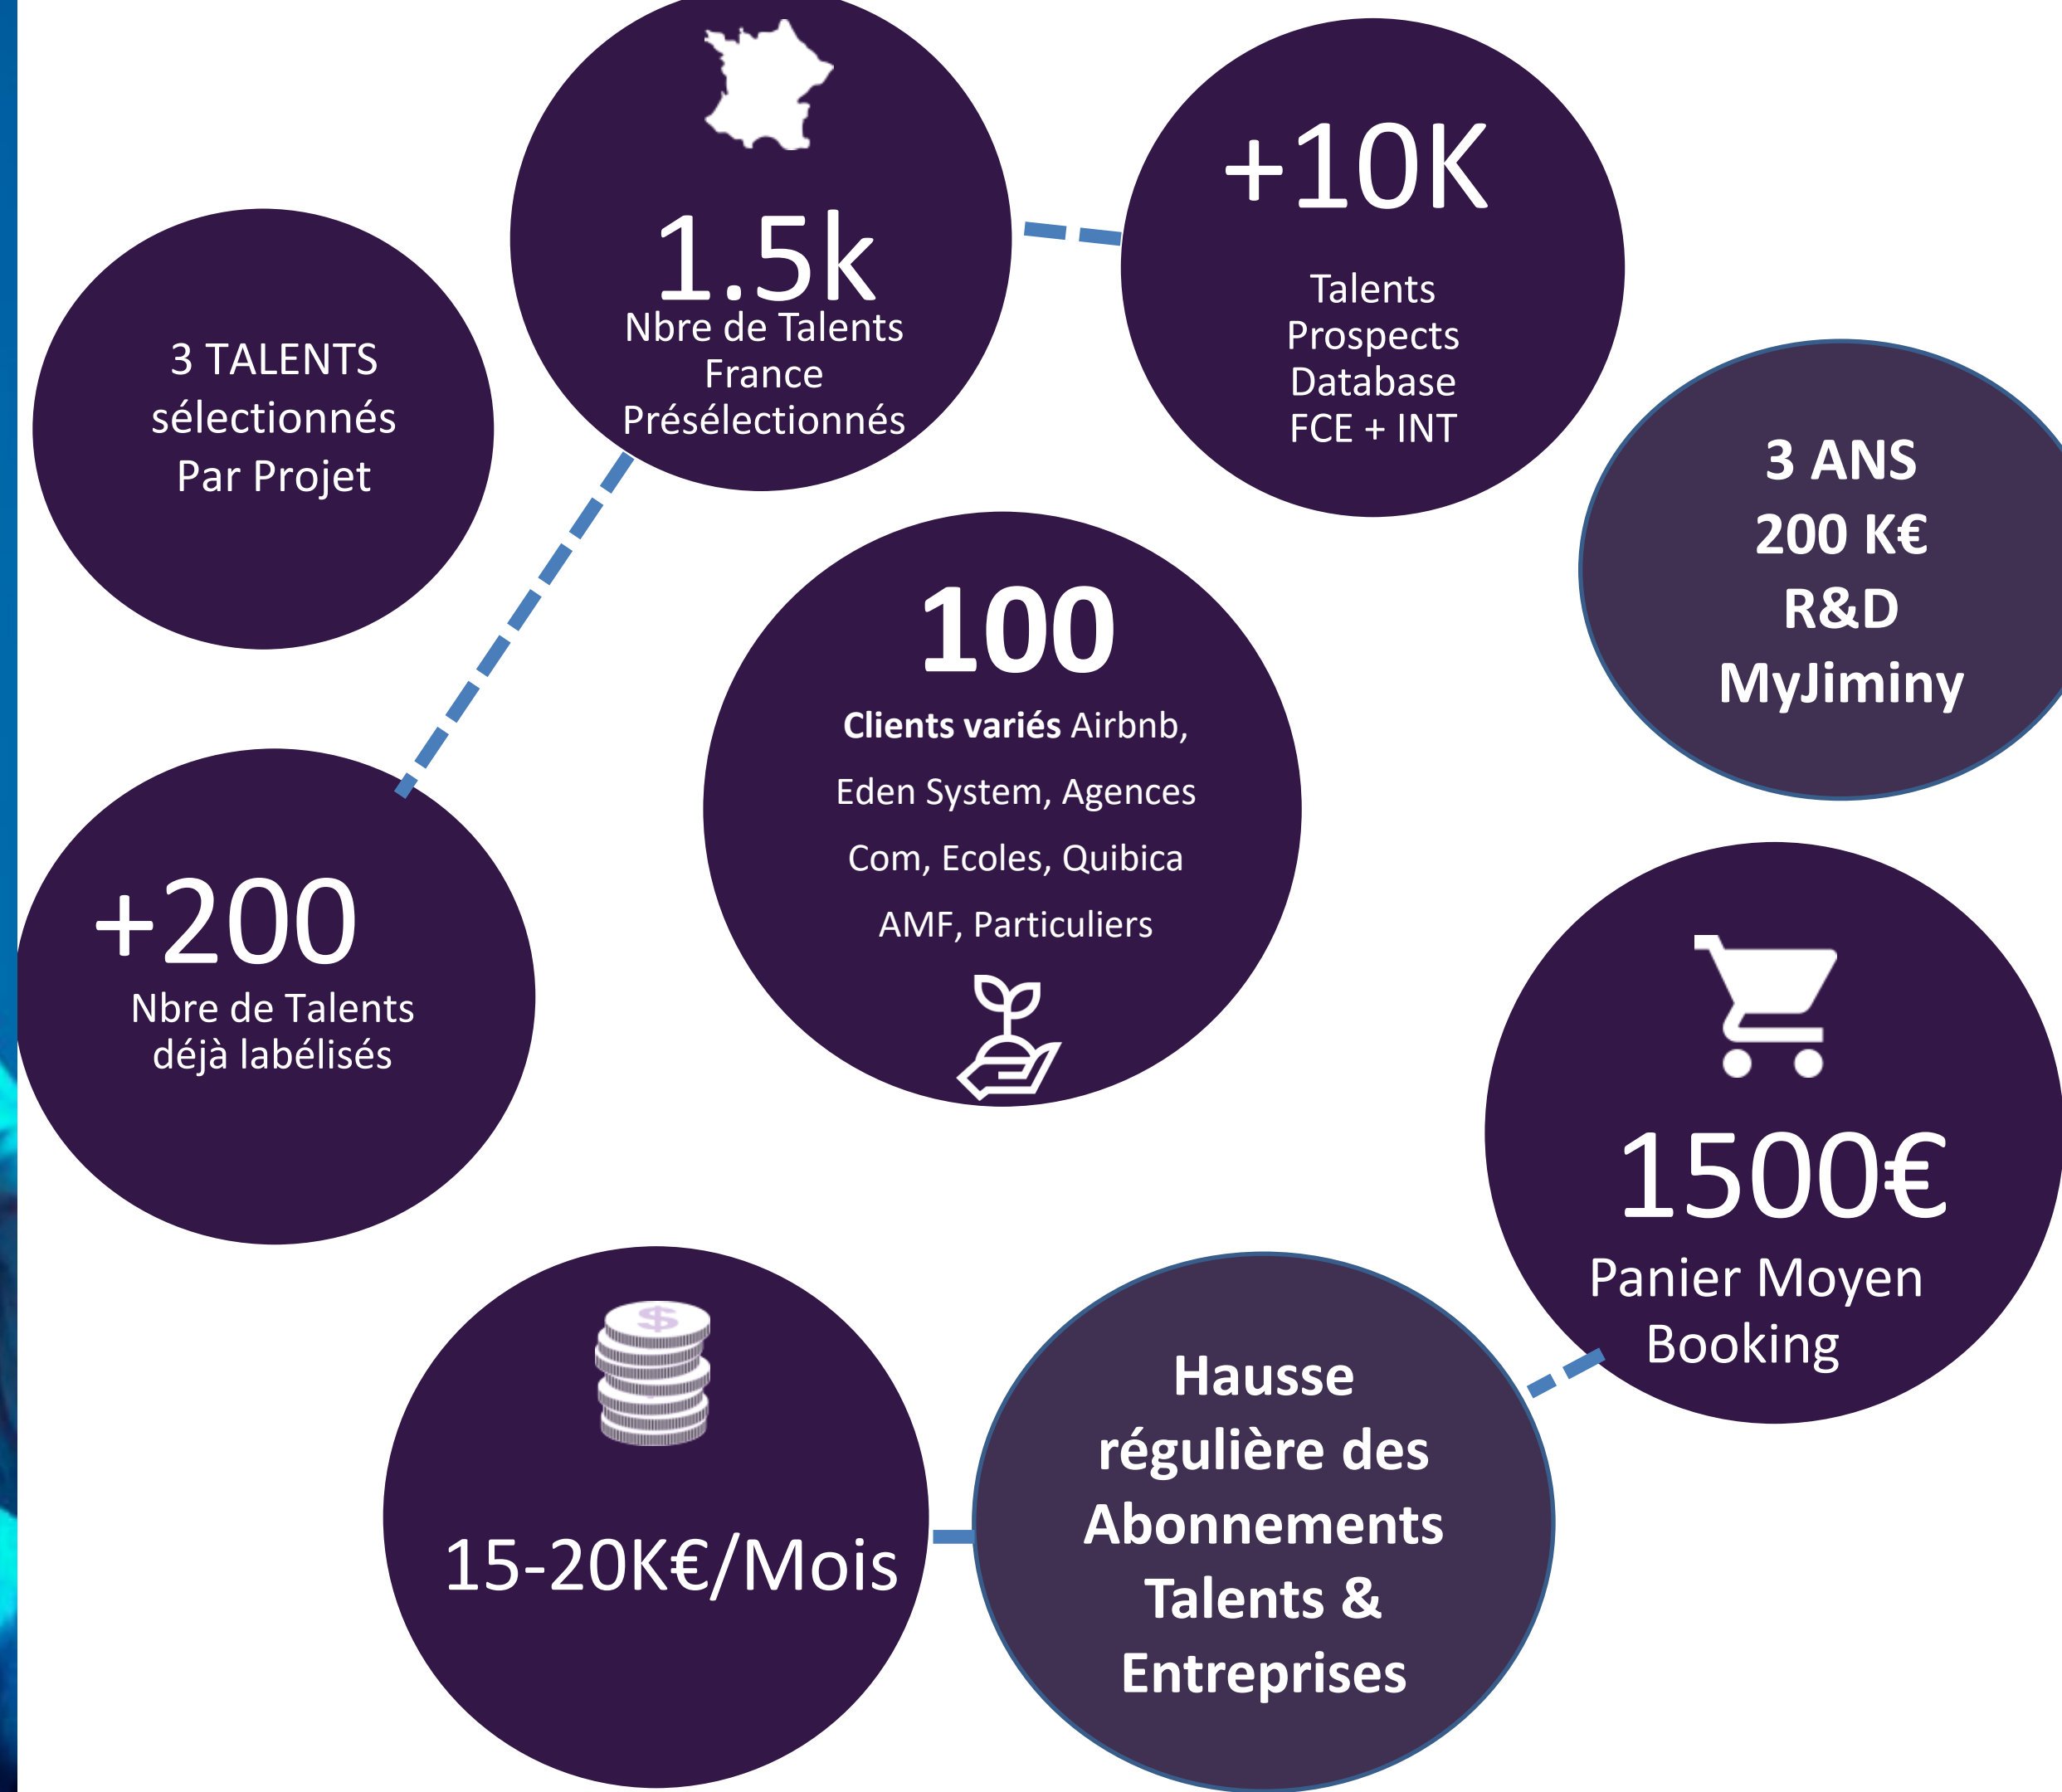 1.5k
Nbre de Talents
France
Présélectionnés
+10K
Talents
Prospects
Database
FCE + INT
3 TALENTS
sélectionnés
Par Projet
3 ANS
200 K€
R&D
MyJiminy
100
Clients variés Airbnb,
Eden System, Agences
Com, Ecoles, Quibica
AMF, Particuliers
+200
Nbre de Talents
déjà labélisés
1500€
Panier Moyen
Booking
$
15-20K€/Mois
Hausse
régulière des
Abonnements
Talents &
Entreprises